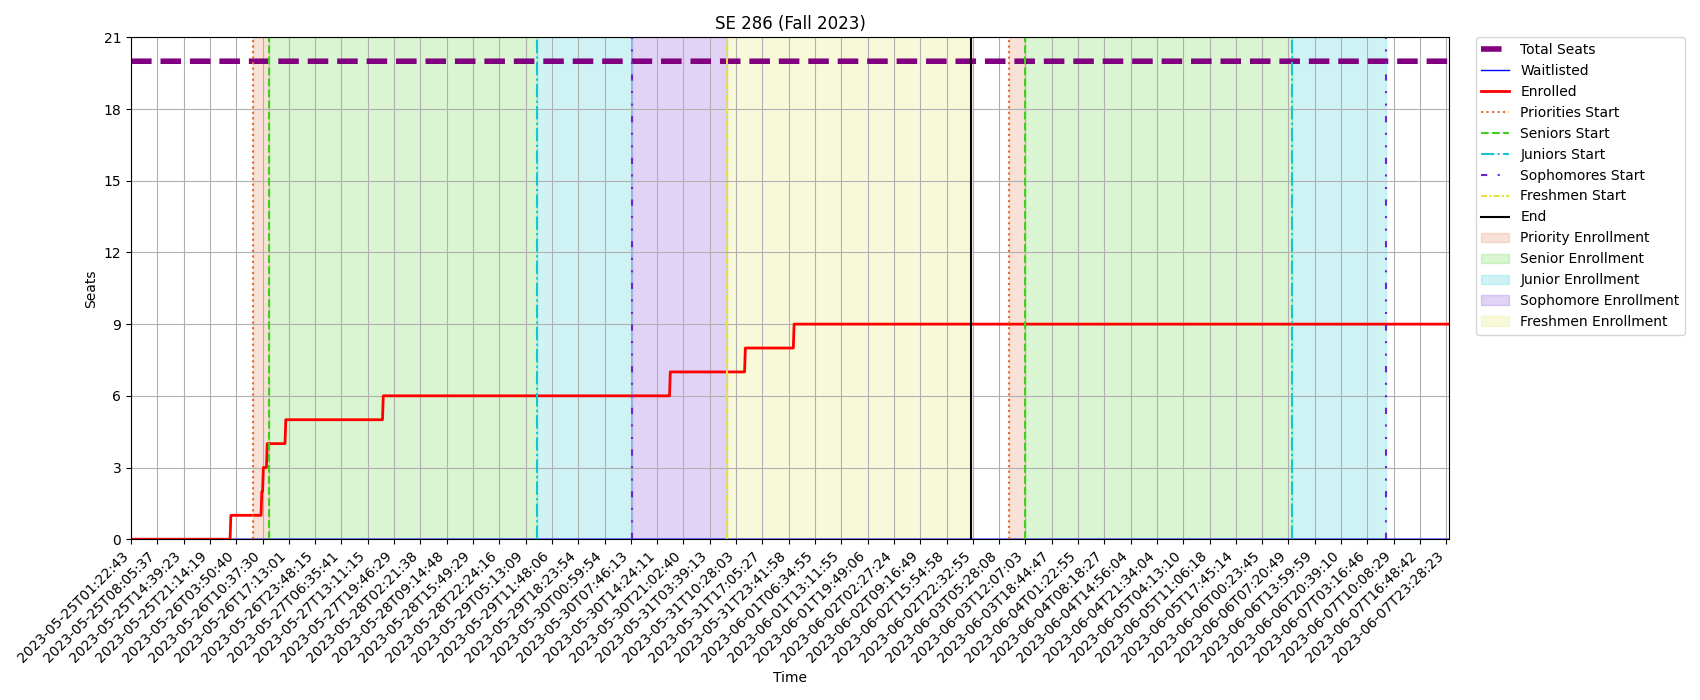 SE 286 (Fall 2023)
21
18
15
12
9
6
3
0
Seats
2023-05-25T01:22:43
2023-05-25T08:05:37
2023-05-25T14:39:23
2023-05-25T21:14:19
2023-05-26T03:50:40
2023-05-26T10:37:30
2023-05-26T17:13:01
2023-05-26T23:48:15
2023-05-27T06:35:41
2023-05-27T13:11:15
2023-05-27T19:46:29
2023-05-28T02:21:38
2023-05-28T09:14:48
2023-05-28T15:49:29
2023-05-28T22:24:16
2023-05-29T05:13:09
2023-05-29T11:48:06
2023-05-29T18:23:54
2023-05-30T00:59:54
2023-05-30T07:46:13
2023-05-30T14:24:11
2023-05-30T21:02:40
2023-05-31T03:39:13
2023-05-31T10:28:03
2023-05-31T17:05:27
2023-05-31T23:41:58
2023-06-01T06:34:55
2023-06-01T13:11:55
2023-06-01T19:49:06
2023-06-02T02:27:24
2023-06-02T09:16:49
2023-06-02T15:54:58
2023-06-02T22:32:55
2023-06-03T05:28:08
2023-06-03T12:07:03
2023-06-03T18:44:47
2023-06-04T01:22:55
2023-06-04T08:18:27
2023-06-04T14:56:04
2023-06-04T21:34:04
2023-06-05T04:13:10
2023-06-05T11:06:18
2023-06-05T17:45:14
2023-06-06T00:23:45
2023-06-06T07:20:49
2023-06-06T13:59:59
2023-06-06T20:39:10
2023-06-07T03:16:46
2023-06-07T10:08:29
2023-06-07T16:48:42
2023-06-07T23:28:23
Time
Total Seats
Waitlisted
Enrolled
Priorities Start
Seniors Start
Juniors Start
Sophomores Start
Freshmen Start
End
Priority Enrollment
Senior Enrollment
Junior Enrollment
Sophomore Enrollment
Freshmen Enrollment